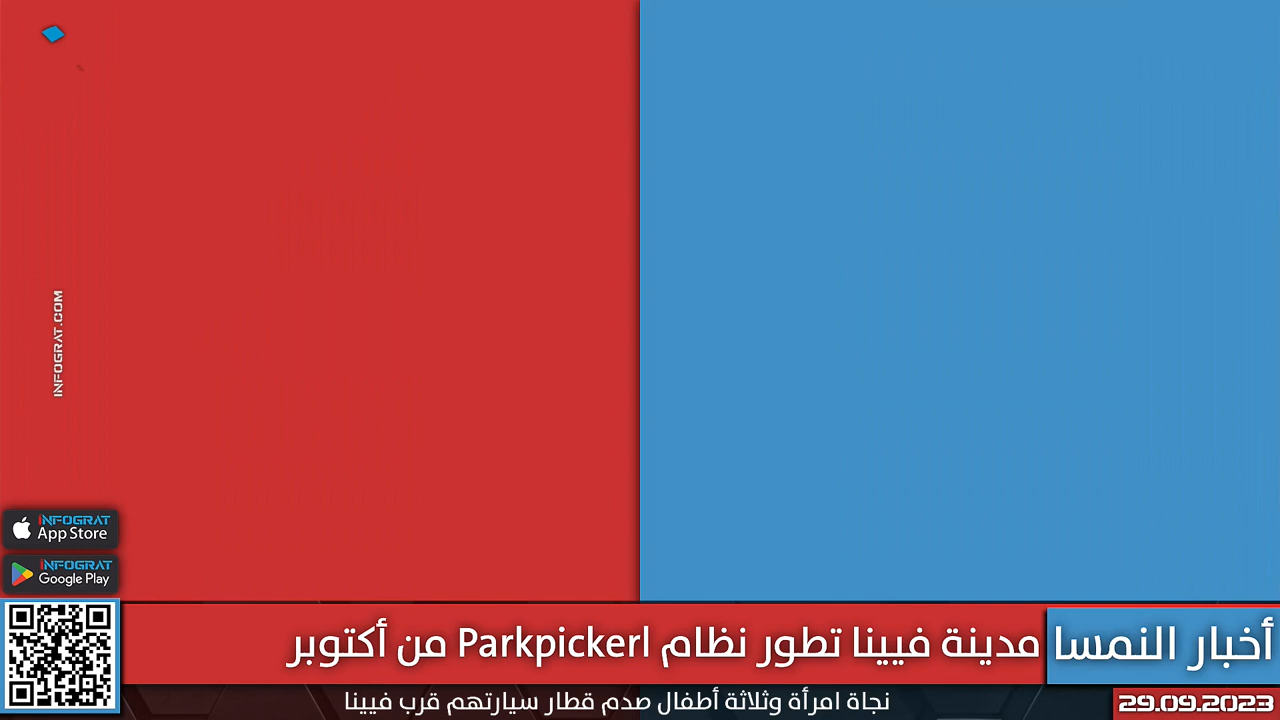 INFOGRAT.COM
INFOGRAT
App Store
INFOGRAT
Google Play
أخبار النمسا
مدينة فيينا تطور نظام Parkpickerl من أكتوبر
29.09.2023
نجاة امرأة وثلاثة أطفال صدم قطار سيارتهم قرب فيينا